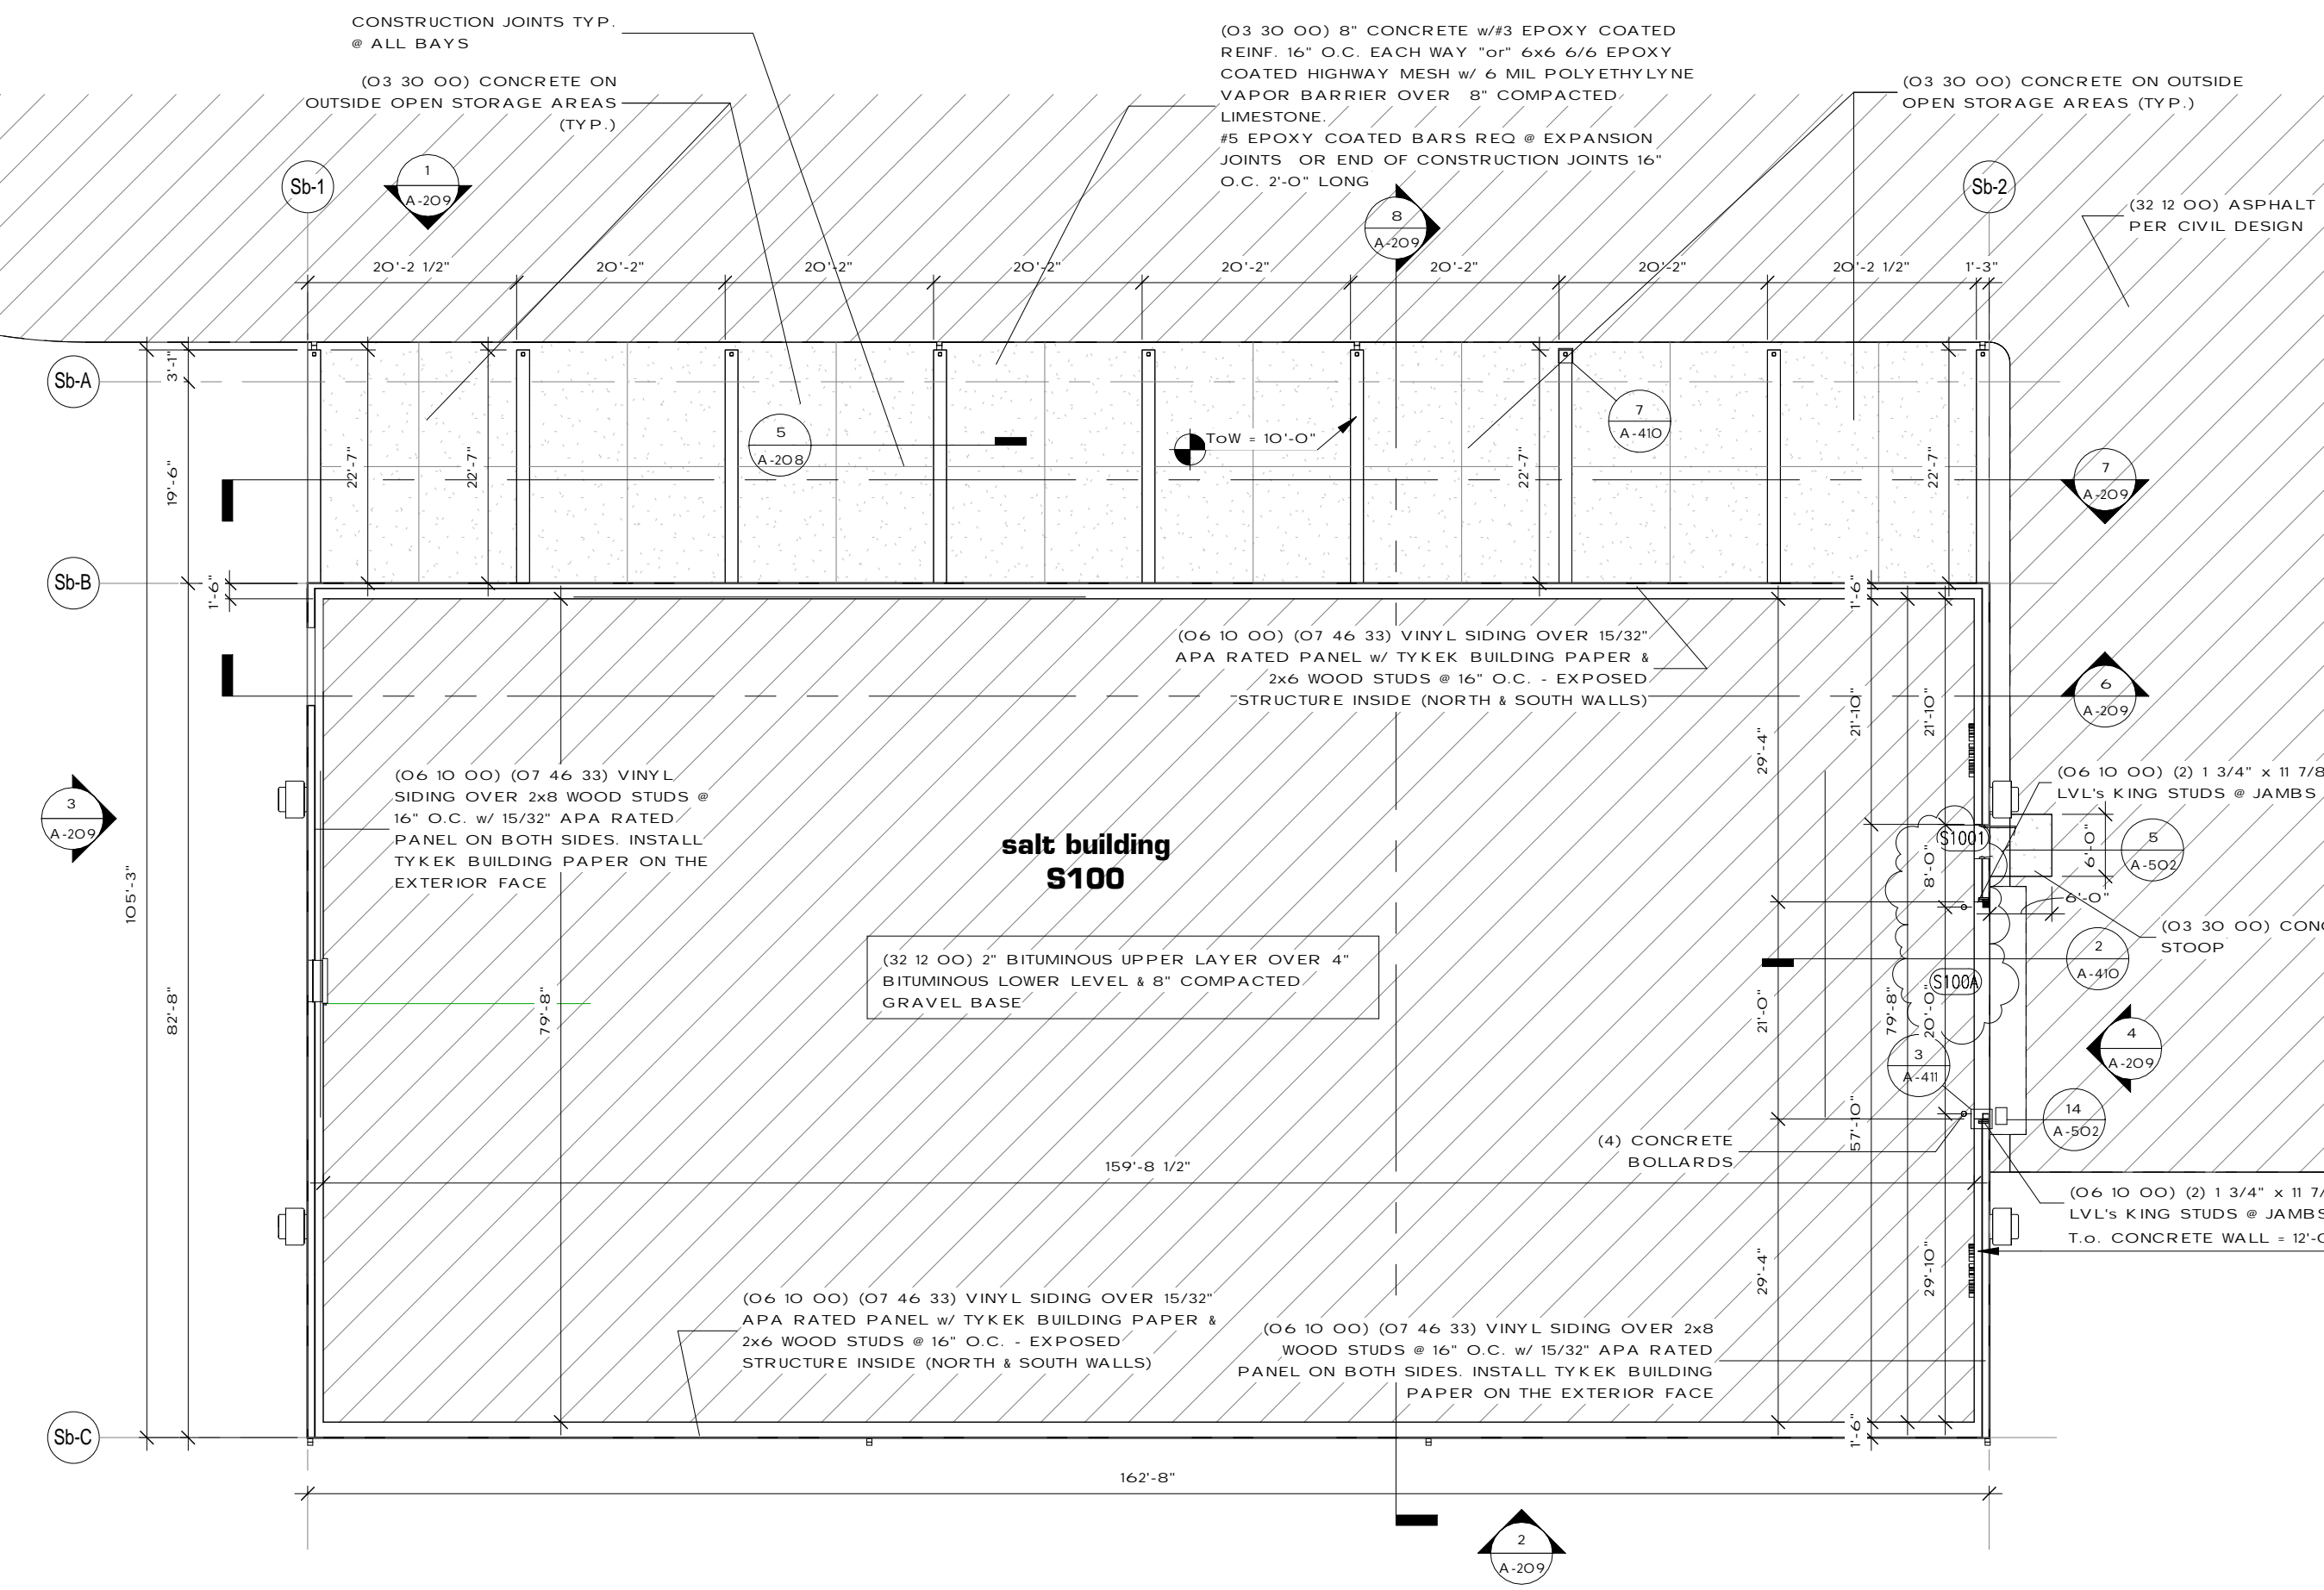 CONSTRUCTION JOINTS TYP.
@ ALL BAYS
(03 30 00) CONCRETE ON
OUTSIDE OPEN STORAGE AREAS
(TYP.)
(03 30 00) 8" CONCRETE w/#3 EPOXY COATED
REINF. 16" O.C. EACH WAY "or" 6x6 6/6 EPOXY
COATED HIGHWAY MESH w/ 6 MIL POLYETHYLYNE
VAPOR BARRIER OVER 8" COMPACTED
LIMESTONE.
#5 EPOXY COATED BARS REQ @ EXPANSION
JOINTS OR END OF CONSTRUCTION JOINTS 16"
O.C. 2'-0" LONG
(03 30 00) CONCRETE ON OUTSIDE
OPEN STORAGE AREAS (TYP.)
(32 12 00) ASPHALT
PER CIVIL DESIGN
Sb-1
1
A-209
8
A-209
Sb-2
20'-2 1/2"
20'-2"
20'-2"
20'-2"
20'-2"
20'-2"
20'-2"
20'-2 1/2"
1'-3"
Sb-A
3'-1"
19'-6"
22'-7"
22'-7"
5
A-208
ToW = 10'-0"
7
A-410
22'-7"
22'-7"
7
A-209
Sb-B
1'-6"
1'-6"
(06 10 00) (07 46 33) VINYL SIDING OVER 15/32"
APA RATED PANEL w/ TYKEK BUILDING PAPER &
2x6 WOOD STUDS @ 16" O.C. - EXPOSED
STRUCTURE INSIDE (NORTH & SOUTH WALLS)
6
A-209
29'-4"
21'-10"
21'-10"
3
A-209
(06 10 00) (07 46 33) VINYL
SIDING OVER 2x8 WOOD STUDS @
16" O.C. w/ 15/32" APA RATED
PANEL ON BOTH SIDES. INSTALL
TYKEK BUILDING PAPER ON THE
EXTERIOR FACE
salt building
S100
(06 10 00) (2) 1 3/4" x 11 7/8
LVL's KING STUDS @ JAMBS
S1001
8'-0"
6'-0"
5
A-502
6'-0"
(03 30 00) CONC
STOOP
105'-3"
82'-8"
79'-8"
(32 12 00) 2" BITUMINOUS UPPER LAYER OVER 4"
BITUMINOUS LOWER LEVEL & 8" COMPACTED
GRAVEL BASE
2
A-410
S100A
21'-0"
79'-8"
20'-0"
3
A-411
4
A-209
14
A-502
57'-10"
(4) CONCRETE
BOLLARDS
159'-8 1/2"
(06 10 00) (2) 1 3/4" x 11 7/
LVL's KING STUDS @ JAMBS
T.o. CONCRETE WALL = 12'-0
29'-4"
29'-10"
(06 10 00) (07 46 33) VINYL SIDING OVER 15/32"
APA RATED PANEL w/ TYKEK BUILDING PAPER &
2x6 WOOD STUDS @ 16" O.C. - EXPOSED
STRUCTURE INSIDE (NORTH & SOUTH WALLS)
(06 10 00) (07 46 33) VINYL SIDING OVER 2x8
WOOD STUDS @ 16" O.C. w/ 15/32" APA RATED
PANEL ON BOTH SIDES. INSTALL TYKEK BUILDING
PAPER ON THE EXTERIOR FACE
Sb-C
1'-6"
162'-8"
2
A-209